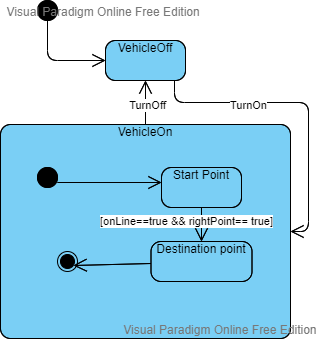 Visual Paradigm Online Free Edition
VehicleOff
TurnOff
TurnOn
VehicleOn
Start Point
[onLine==true && rightPoint== true]
Destination point
Visual Paradigm Online Free Edition